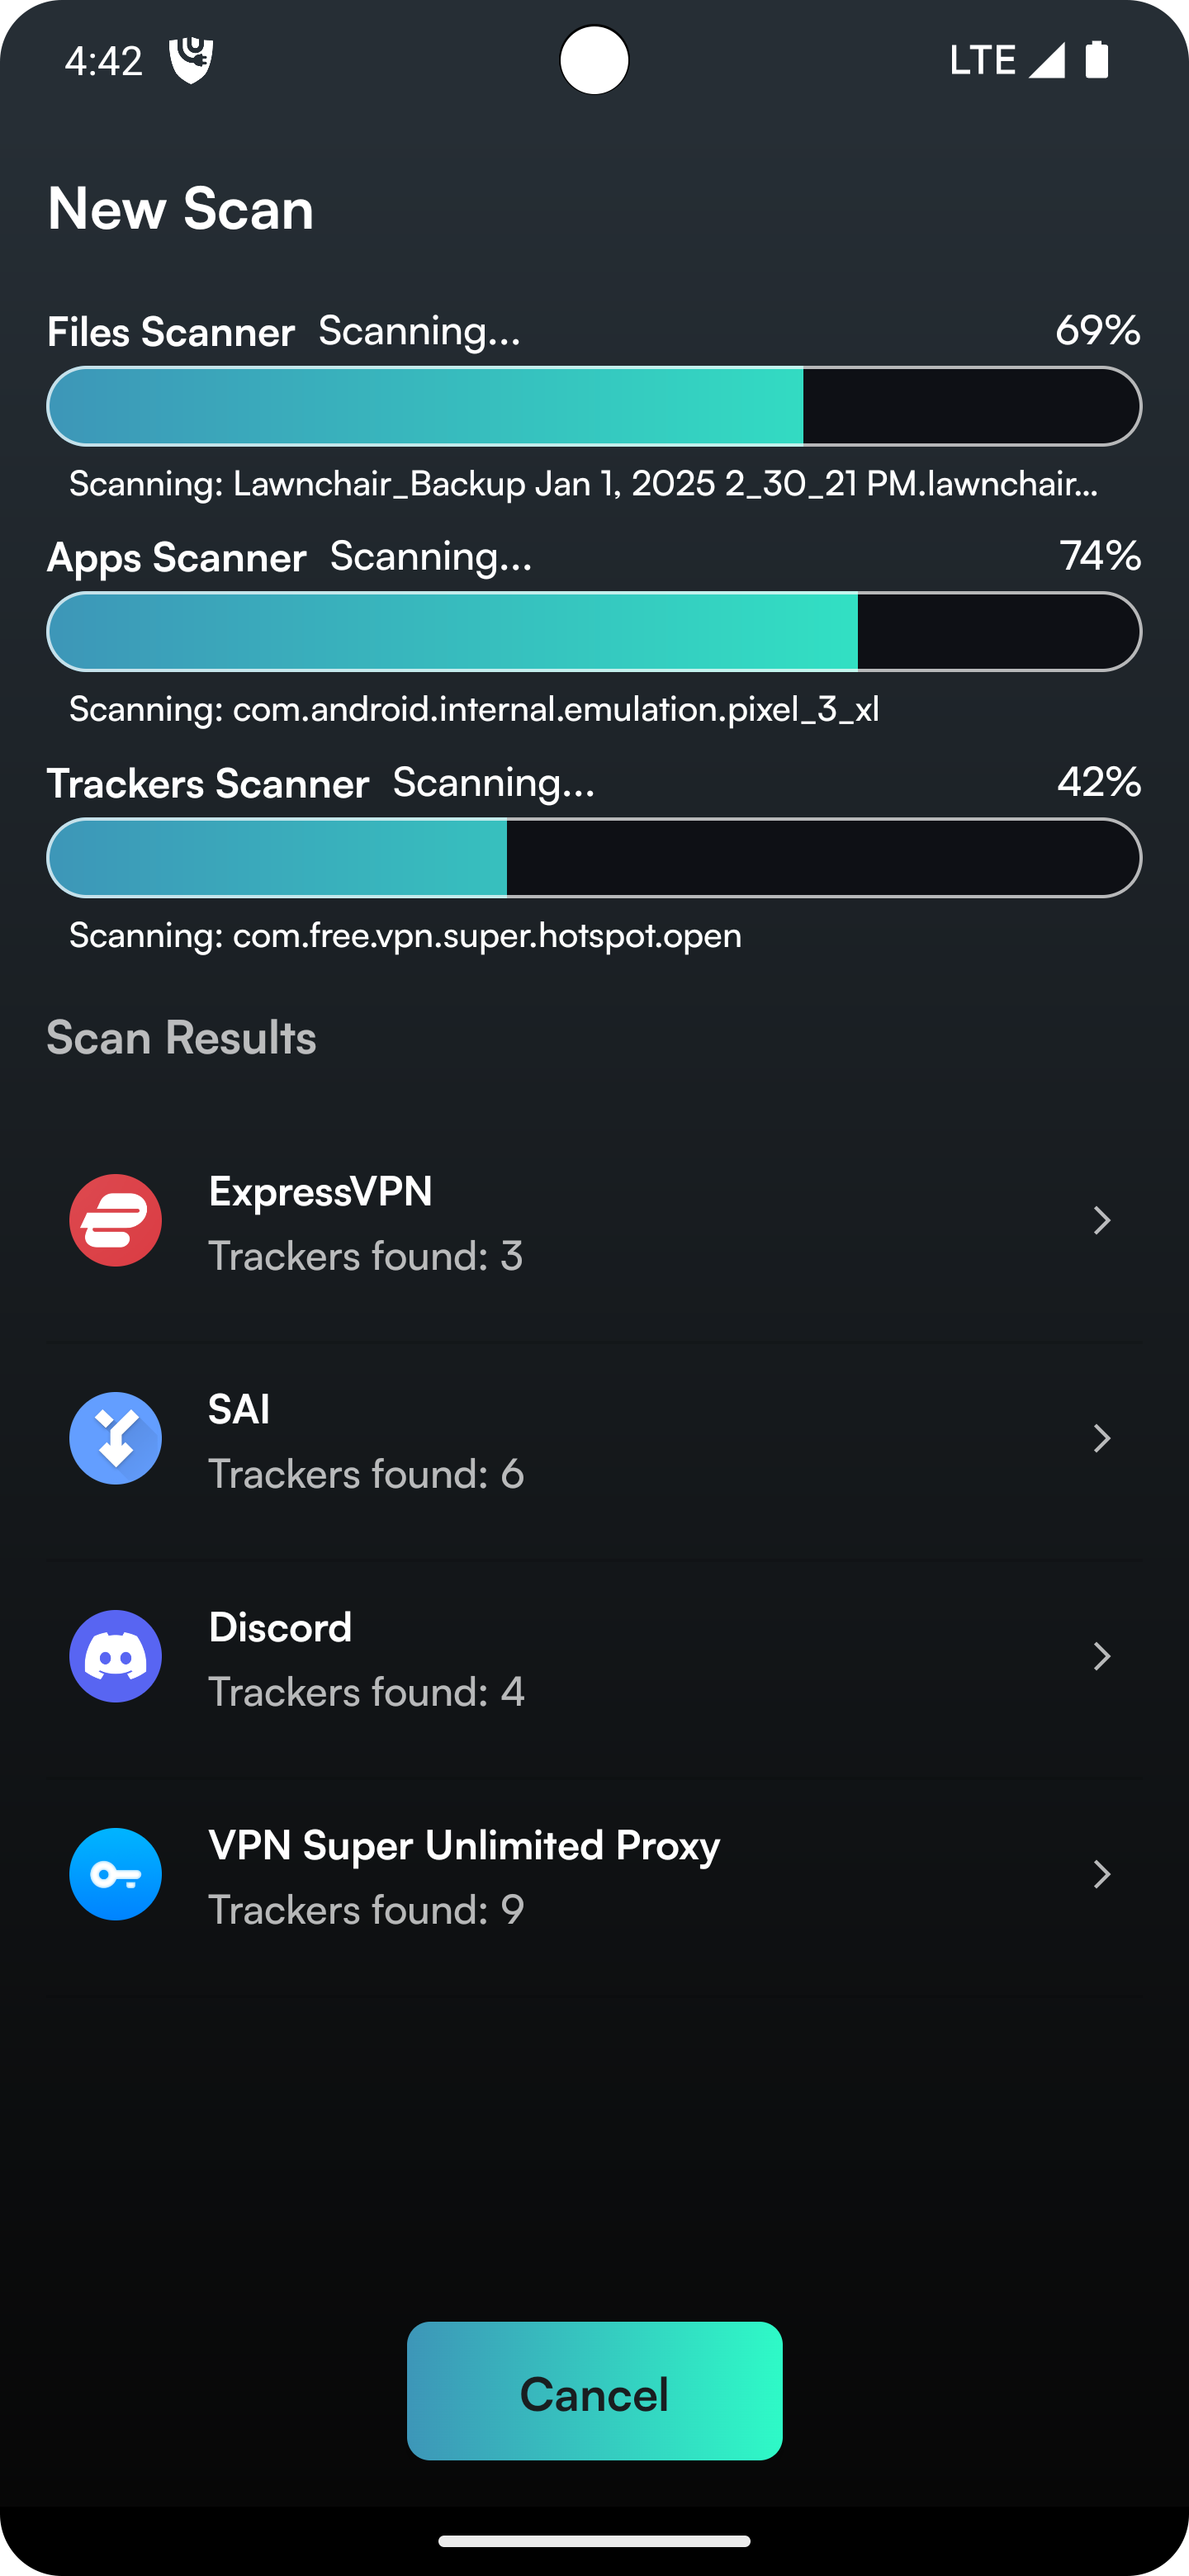 4:42
LTE
New Scan
Files Scanner Scanning... 69%
Scanning: Lawnchair_Backup Jan 1, 2025 2_30_21 PM.lawnchair...
Apps Scanner Scanning... 74%
Scanning: com.android.internal.emulation.pixel_3_xl
Trackers Scanner Scanning... 42%
Scanning: com.free.vpn.super.hotspot.open
Scan Results
ExpressVPN
Trackers found: 3
SAI
Trackers found: 6
Discord
Trackers found: 4
VPN Super Unlimited Proxy
Trackers found: 9
Cancel